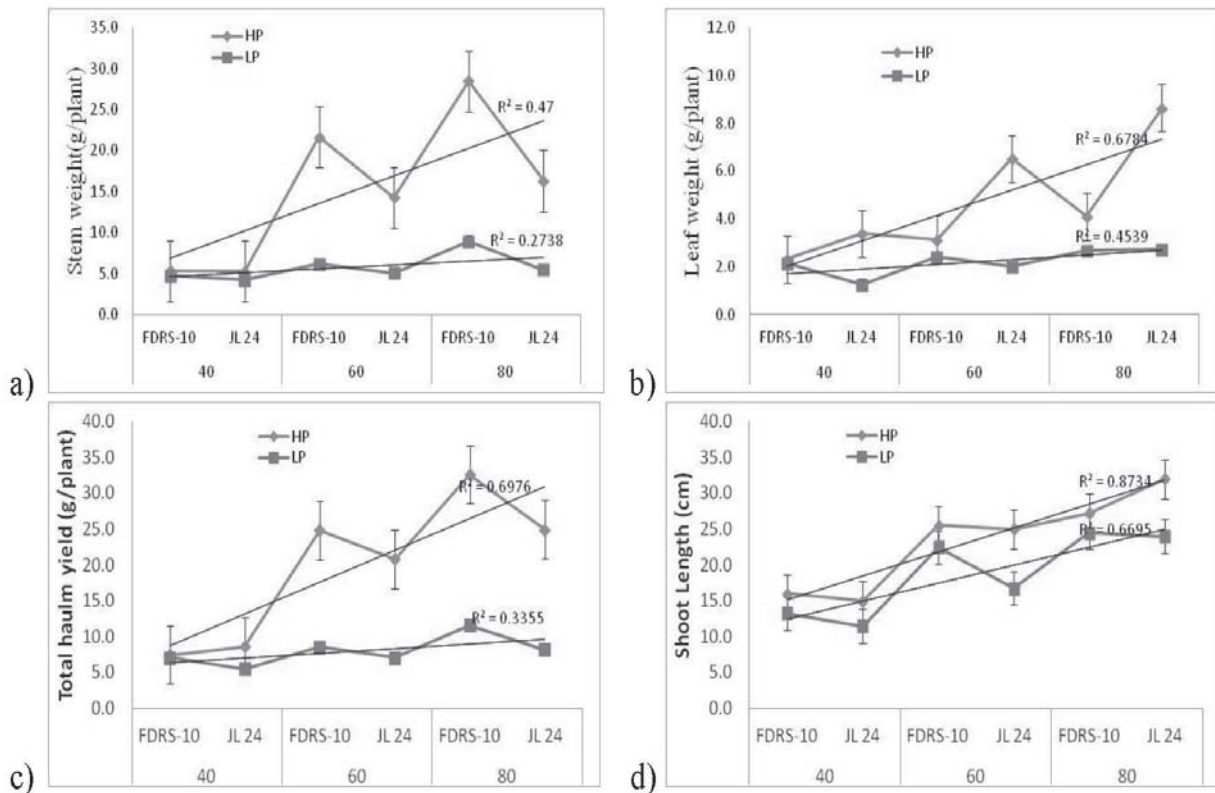 35.0
30.0
25.0
20.0
15.0
10.0
5.0
0.0
Stem weight(g/plant)
HP
LP
R² = 0.47
R² = 0.2738
FDRS-10 JL 24 FDRS-10 JL 24 FDRS-10 JL 24
40 60 80
a)
12.0
10.0
8.0
6.0
4.0
2.0
0.0
Leaf weight (g/plant)
HP
LP
R² = 0.6784
R² = 0.4539
FDRS-10 JL 24 FDRS-10 JL 24 FDRS-10 JL 24
40 60 80
b)
40.0
35.0
30.0
25.0
20.0
15.0
10.0
5.0
0.0
Total haulm yield (g/plant)
HP
LP
R² = 0.6976
R² = 0.3355
FDRS-10 JL 24 FDRS-10 JL 24 FDRS-10 JL 24
40 60 80
c)
40.0
35.0
30.0
25.0
20.0
15.0
10.0
5.0
0.0
Shoot Length (cm)
HP
LP
R² = 0.8734
R² = 0.6695
FDRS-10 JL 24 FDRS-10 JL 24 FDRS-10 JL 24
40 60 80
d)